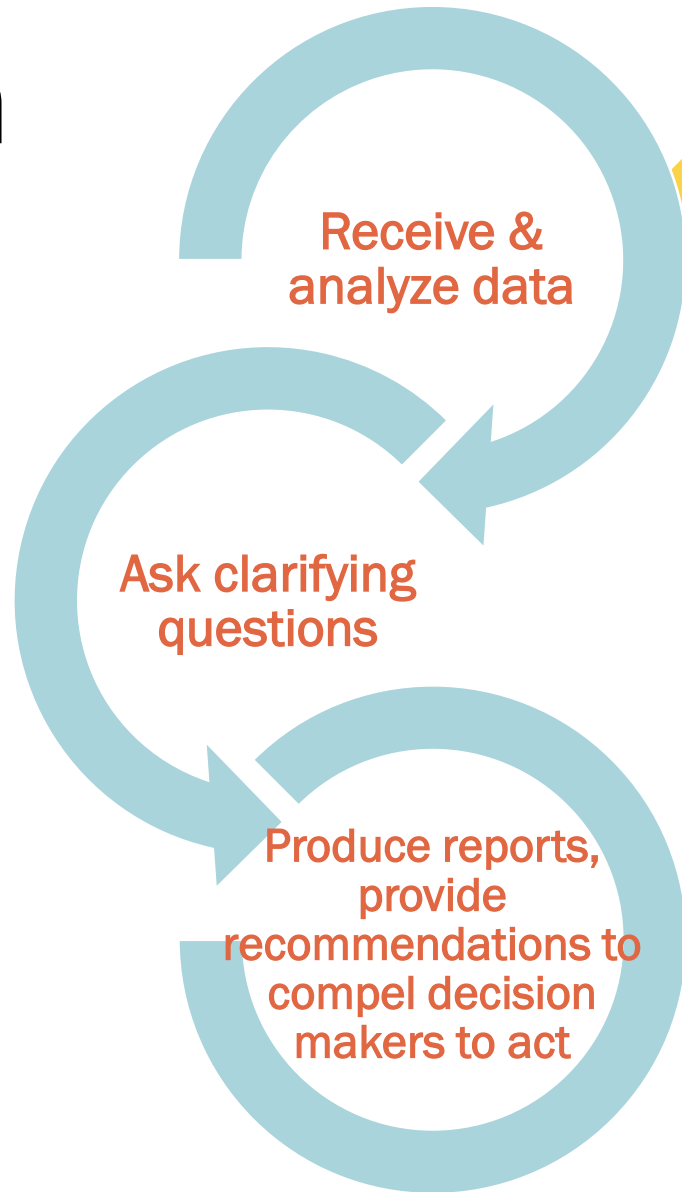 Receive &
analyze data
Ask clarifying
questions
Produce reports,
provide
recommendations to
compel decision
makers to act